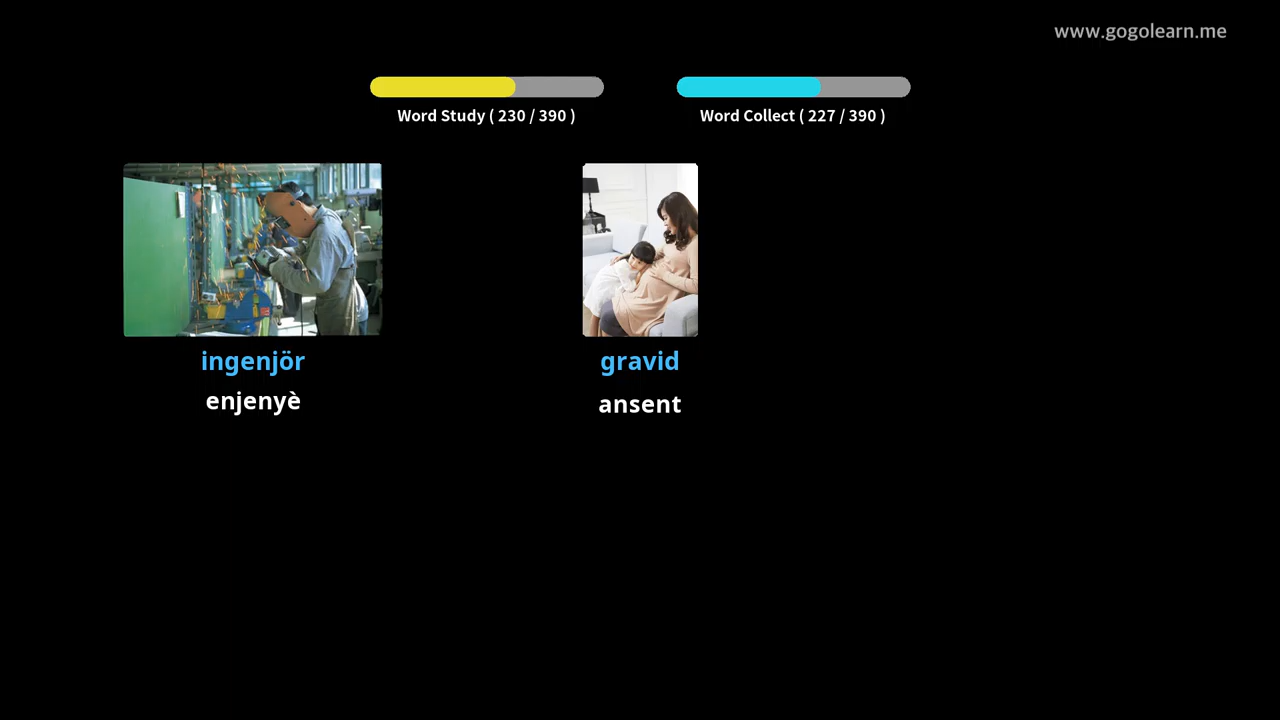 www.gogolearn.me
Word Study ( 230 / 390 )
Word Collect ( 227 / 390 )
ingenjör
enjenyè
gravid
ansent